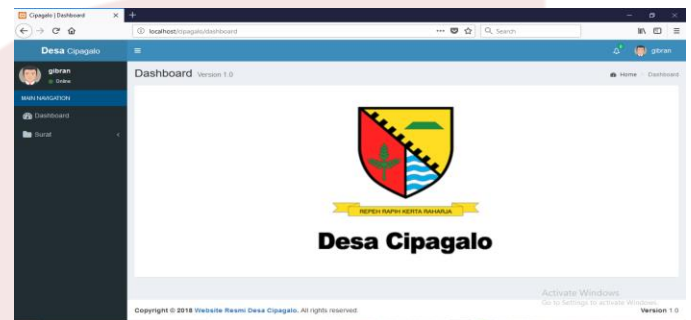 Cipagalo | Dashboard
localhost/cipagalo/dashboard
Search
Desa Cipagalo
gibran
gibran
Online
Dashboard Version 1.0
Home Dashboard
MAIN NAVIGATION
Dashboard
Surat
REPEH RAPIH KERTA RAHARJA
Desa Cipagalo
Activate Windows
Go to Settings to activate Windows.
Copyright © 2018 Website Resmi Desa Cipagalo. All rights reserved.
Version 1.0